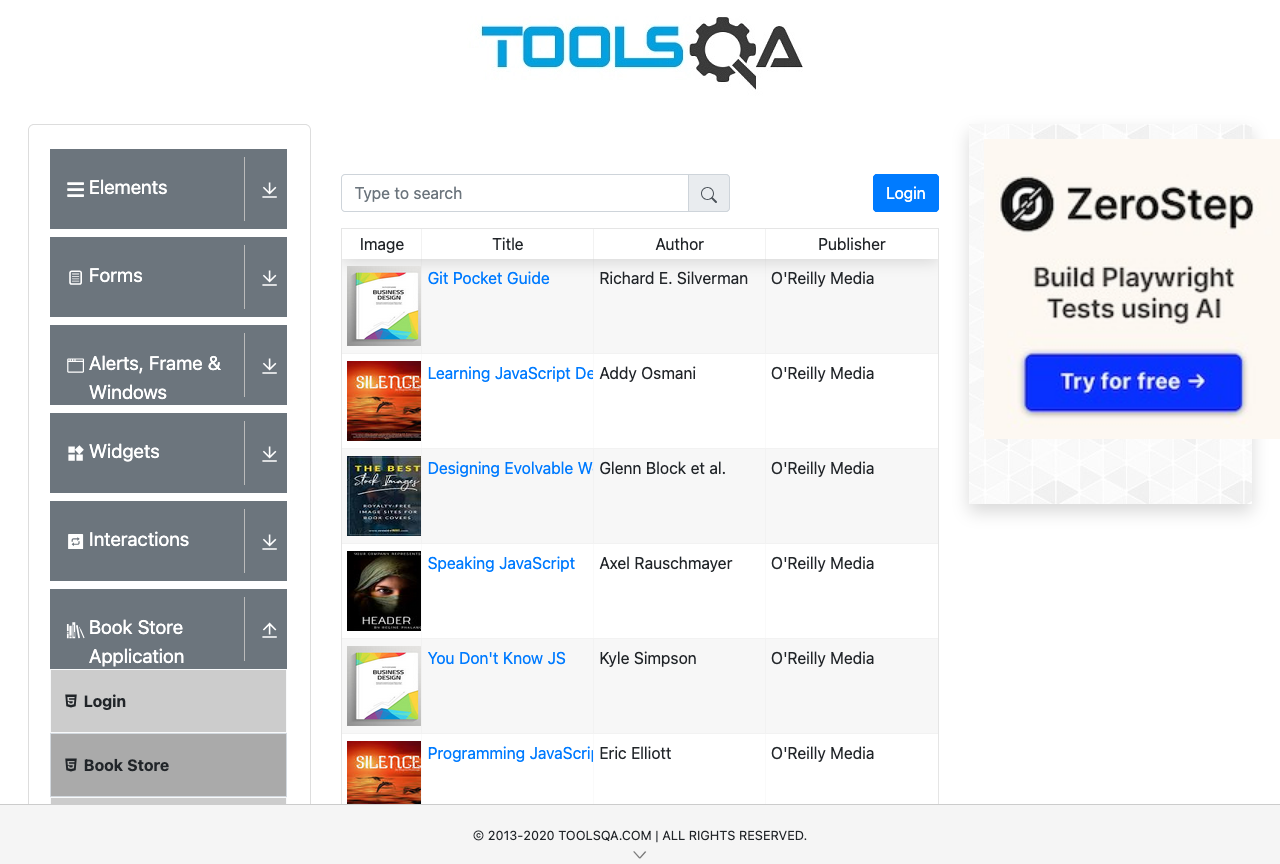 TOOLSQA
Elements
Forms
Alerts, Frame &
Windows
Widgets
Interactions
Book Store
Application
Login
Book Store
Type to search
Login
Image Title Author Publisher
BUSINESS
DESIGN
Git Pocket Guide Richard E. Silverman O'Reilly Media
SILENCE
Learning JavaScript De Addy Osmani O'Reilly Media
THE BEST
Stock Images
ROYALTY-FREE
IMAGE SITES FOR
BOOK COVERS
Designing Evolvable W Glenn Block et al. O'Reilly Media
HEADER
Speaking JavaScript Axel Rauschmayer O'Reilly Media
BUSINESS
DESIGN
You Don't Know JS Kyle Simpson O'Reilly Media
SILENCE
Programming JavaScrip Eric Elliott O'Reilly Media
ZeroStep
Build Playwright
Tests using AI
Try for free →
© 2013-2020 TOOLSQA.COM | ALL RIGHTS RESERVED.